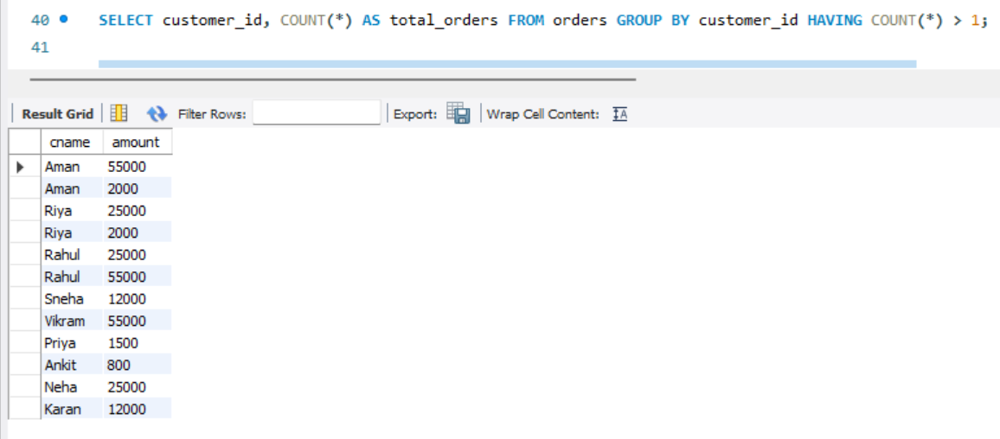 40 SELECT customer_id, COUNT(*) AS total_orders FROM orders GROUP BY customer_id HAVING COUNT(*) > 1;
41
Result Grid Filter Rows: Export: Wrap Cell Content: IA
cname amount
Aman 55000
Aman 2000
Riya 25000
Riya 2000
Rahul 25000
Rahul 55000
Sneha 12000
Vikram 55000
Priya 1500
Ankit 800
Neha 25000
Karan 12000